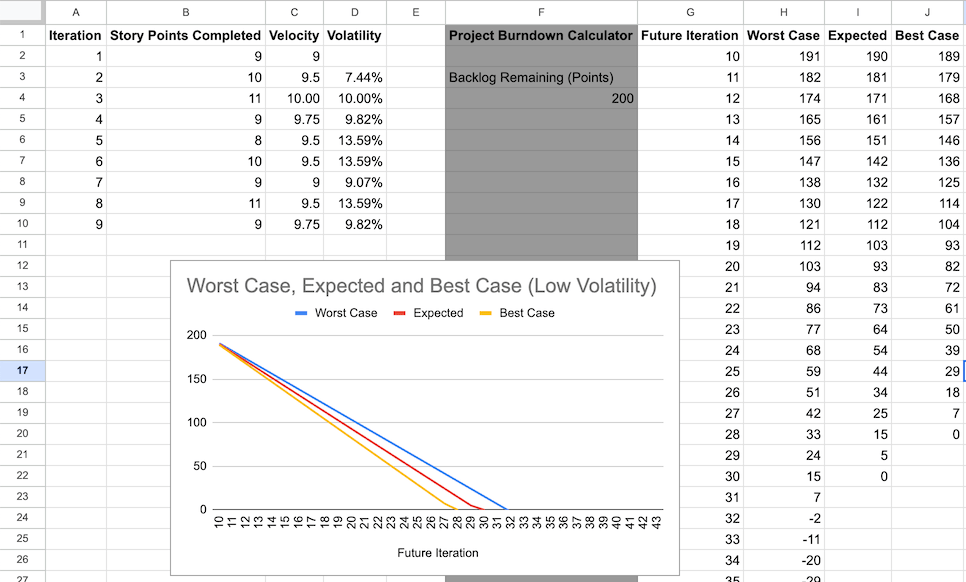 A B C D E F G H I J
1 Iteration Story Points Completed Velocity Volatility Project Burndown Calculator Future Iteration Worst Case Expected Best Case
2 1 9 9 10 191 190 189
3 2 10 9.5 7.44% Backlog Remaining (Points) 11 182 181 179
4 3 11 10.00 10.00% 200 12 174 171 168
5 4 9 9.75 9.82% 13 165 161 157
6 5 8 9.5 13.59% 14 156 151 146
7 6 10 9.5 13.59% 15 147 142 136
8 7 9 9 9.07% 16 138 132 125
9 8 11 9.5 13.59% 17 130 122 114
10 9 9 9.75 9.82% 18 121 112 104
11 19 112 103 93
12 20 103 93 82
13 21 94 83 72
14 22 86 73 61
15 23 77 64 50
16 24 68 54 39
17 25 59 44 29
18 26 51 34 18
19 27 42 25 7
20 28 33 15 0
21 29 24 5
22 30 15 0
23 31 7
24 32 -2
25 33 -11
26 34 -20
27 35 -29
Worst Case, Expected and Best Case (Low Volatility)
Worst Case Expected Best Case
200
150
100
50
0
10 11 12 13 14 15 16 17 18 19 20 21 22 23 24 25 26 27 28 29 30 31 32 33 34 35 36 37 38 39 40 41 42 43
Future Iteration